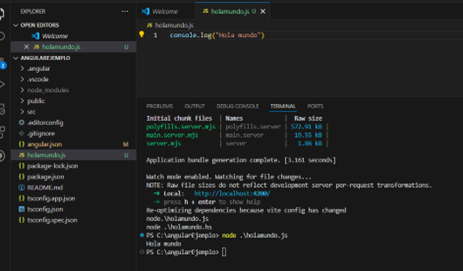 EXPLORER
OPEN EDITORS
Welcome
JS holamundo.js U
ANGULAREJEMPLO
.angular
.vscode
node_modules
public
src
.editorconfig
.gitignore
angular.json
holamundo.js U
package-lock.json
package.json
README.md
tsconfig.app.json
tsconfig.json
tsconfig.spec.json
Welcome
JS holamundo.js U
JS holamundo.js
1 console.log("Hola mundo")
PROBLEMS OUTPUT DEBUG CONSOLE TERMINAL PORTS
Initial chunk files | Names | Raw size
polyfills.server.mjs | polyfills.server | 572.91 kB |
main.server.mjs | main.server | 19.55 kB |
server.mjs | server | 1.86 kB |
Application bundle generation complete. [3.161 seconds]
Watch mode enabled. Watching for file changes...
NOTE: Raw file sizes do not reflect development server per-request transformations.
➜ Local: http://localhost:4200/
➜ press h + enter to show help
Re-optimizing dependencies because vite config has changed
node.\holamundo.js
node .\holamundo.hs
PS C:\angularEjemplo> node .\holamundo.js
Hola mundo
PS C:\angularEjemplo>